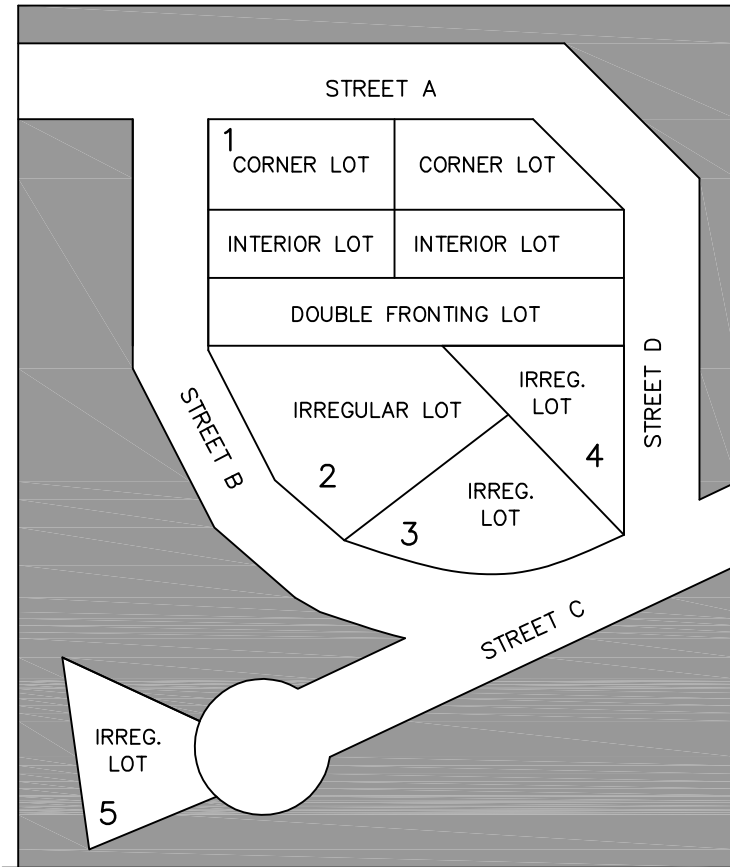 STREET A
1
CORNER LOT
CORNER LOT
INTERIOR LOT
INTERIOR LOT
DOUBLE FRONTING LOT
STREET D
IRREG.
LOT
STREET B
IRREGULAR LOT
4
2
IRREG.
LOT
3
STREET C
IRREG.
LOT
5